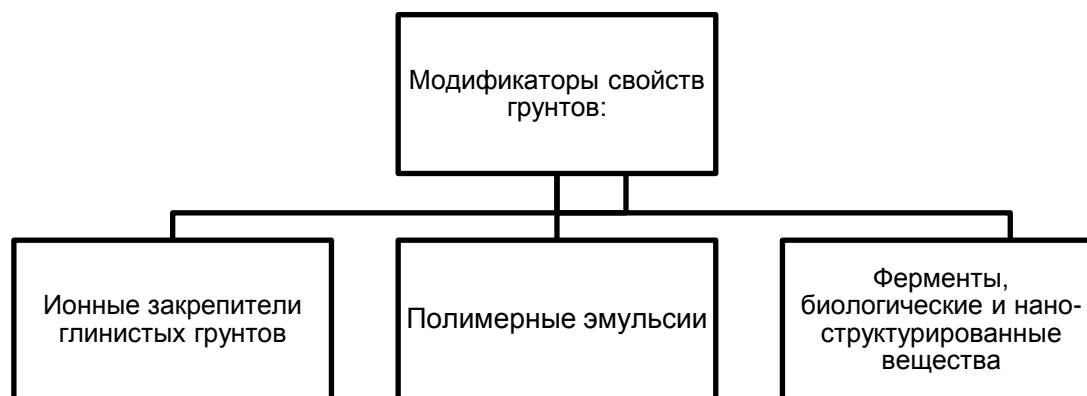 Модификаторы свойств
грунтов:
Ионные закрепители
глинистых грунтов
Полимерные эмульсии
Ферменты,
биологические и нано-
структурированные
вещества